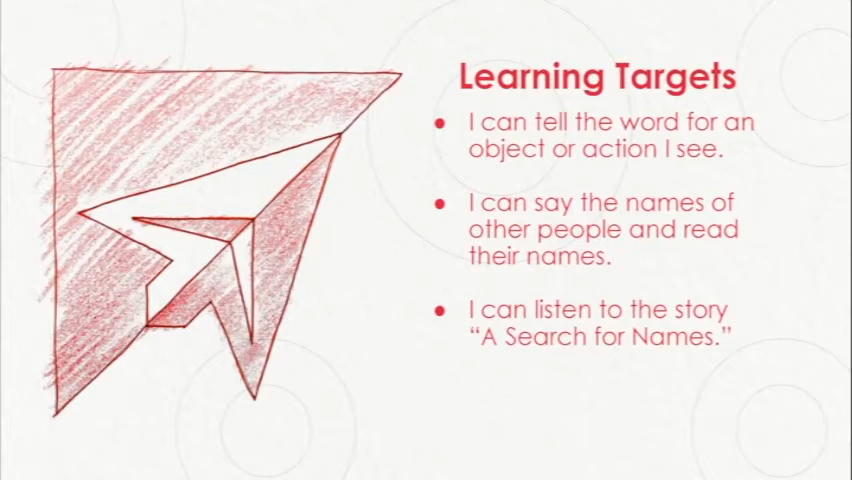 Learning Targets
● I can tell the word for an
object or action I see.
● I can say the names of
other people and read
their names.
● I can listen to the story
“A Search for Names.”